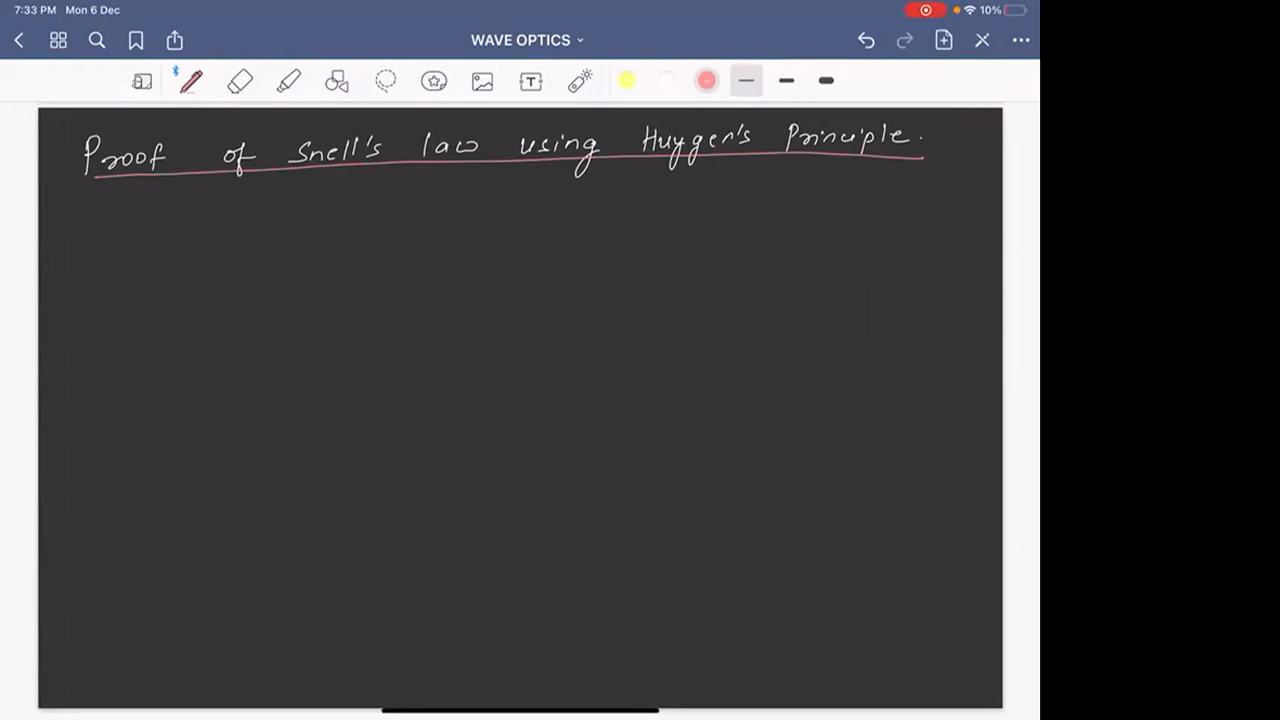 7:33 PM Mon 6 Dec 10%
WAVE OPTICS
T
Proof of Snell's law using Huygen's Principle.